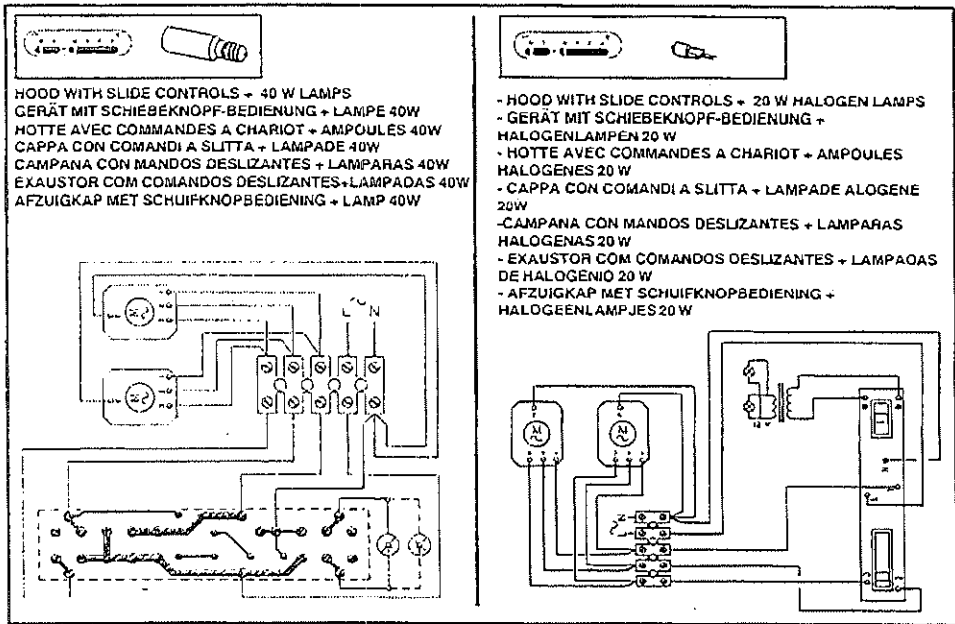 HOOD WITH SLIDE CONTROLS + 40 W LAMPS
GERÄT MIT SCHIEBEKNOPF-BEDIENUNG + LAMPE 40W
HOTTE AVEC COMMANDES A CHARIOT + AMPOULES 40W
CAPPA CON COMANDI A SLITTA + LAMPADE 40W
CAMPANA CON MANDOS DESLIZANTES + LAMPARAS 40W
EXAUSTOR COM COMANDOS DESLIZANTES+LAMPADAS 40W
AFZUIGKAP MET SCHUIFKNOPBEDIENING + LAMP 40W
L N
- HOOD WITH SLIDE CONTROLS + 20 W HALOGEN LAMPS
- GERÄT MIT SCHIEBEKNOPF-BEDIENUNG +
HALOGENLAMPEN 20 W
- HOTTE AVEC COMMANDES A CHARIOT + AMPOULES
HALOGENES 20 W
- CAPPA CON COMANDI A SLITTA + LAMPADE ALOGENE
20W
-CAMPANA CON MANDOS DESLIZANTES + LAMPARAS
HALOGENAS 20 W
- EXAUSTOR COM COMANDOS DESLIZANTES + LAMPADAS
DE HALOGENIO 20 W
- AFZUIGKAP MET SCHUIFKNOPBEDIENING +
HALOGEENLAMPJES 20 W